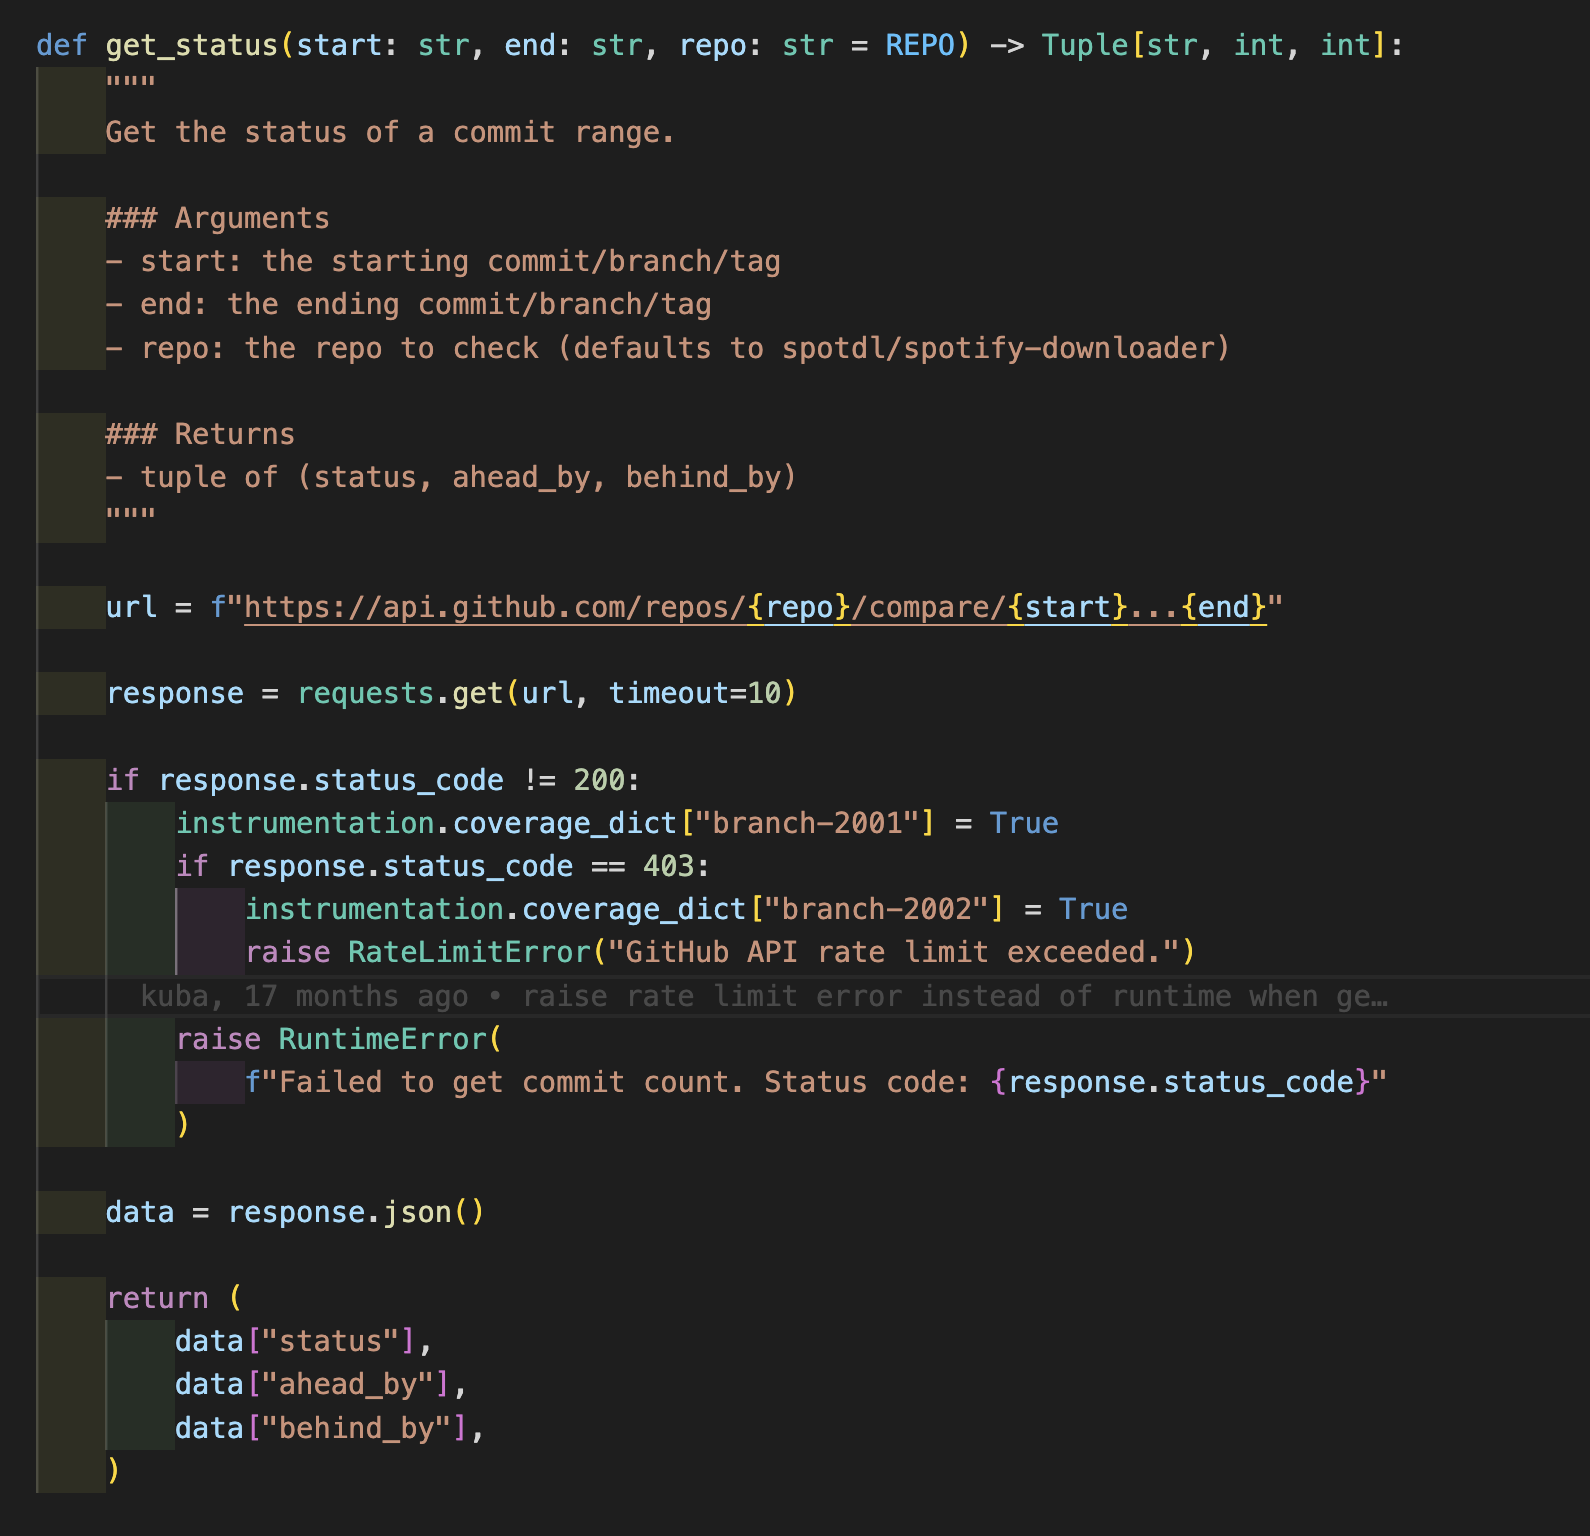 def get_status(start: str, end: str, repo: str = REPO) -> Tuple[str, int, int]:
    """
    Get the status of a commit range.

    ### Arguments
    - start: the starting commit/branch/tag
    - end: the ending commit/branch/tag
    - repo: the repo to check (defaults to spotdl/spotify-downloader)

    ### Returns
    - tuple of (status, ahead_by, behind_by)
    """

    url = f"https://api.github.com/repos/{repo}/compare/{start}...{end}"

    response = requests.get(url, timeout=10)

    if response.status_code != 200:
        instrumentation.coverage_dict["branch-2001"] = True
        if response.status_code == 403:
            instrumentation.coverage_dict["branch-2002"] = True
            raise RateLimitError("GitHub API rate limit exceeded.")
      kuba, 17 months ago • raise rate limit error instead of runtime when ge…
        raise RuntimeError(
            f"Failed to get commit count. Status code: {response.status_code}"
        )

    data = response.json()

    return (
        data["status"],
        data["ahead_by"],
        data["behind_by"],
    )